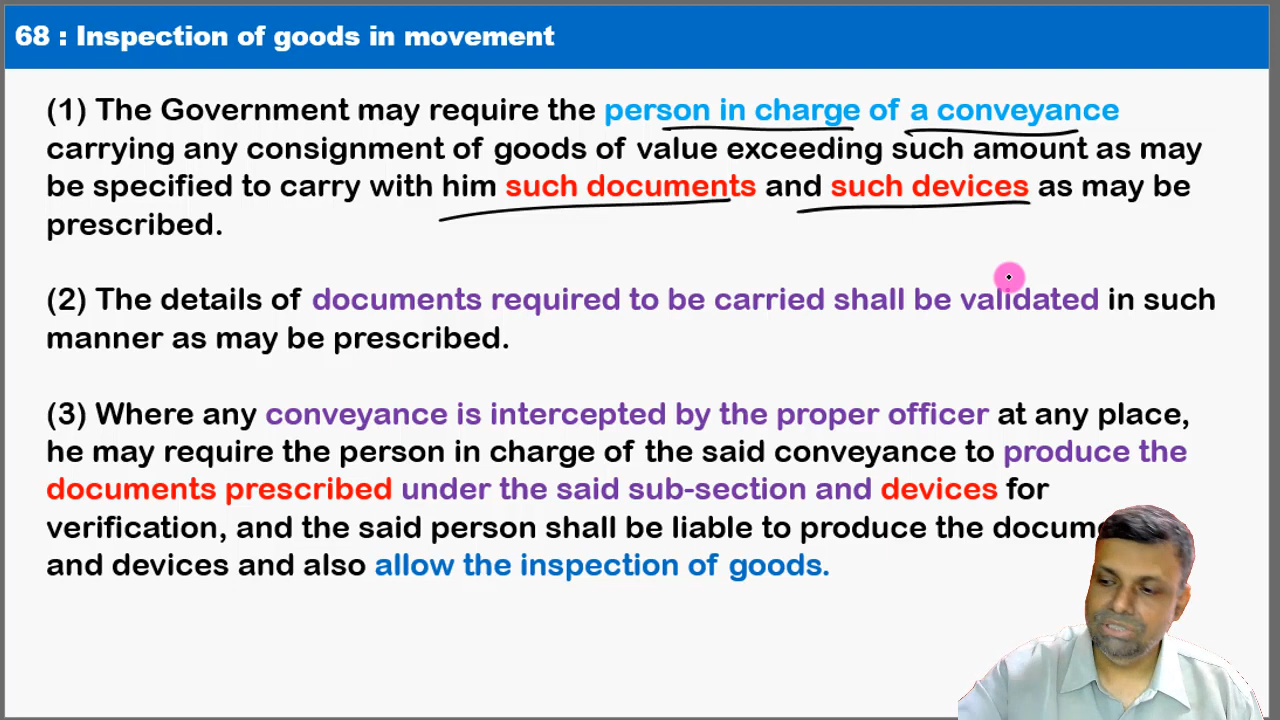 68 : Inspection of goods in movement
(1) The Government may require the person in charge of a conveyance
carrying any consignment of goods of value exceeding such amount as may
be specified to carry with him such documents and such devices as may be
prescribed.
(2) The details of documents required to be carried shall be validated in such
manner as may be prescribed.
(3) Where any conveyance is intercepted by the proper officer at any place,
he may require the person in charge of the said conveyance to produce the
documents prescribed under the said sub-section and devices for
verification, and the said person shall be liable to produce the
and devices and also allow the inspection of goods.